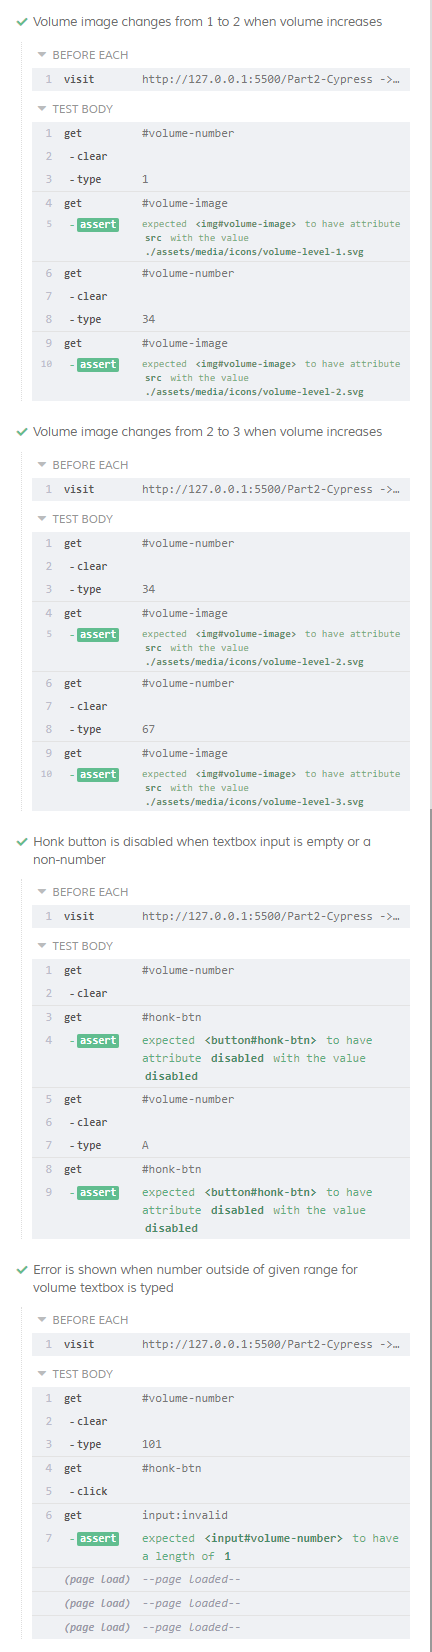 Volume image changes from 1 to 2 when volume increases
BEFORE EACH
1 visit http://127.0.0.1:5500/Part2-Cypress ->…
TEST BODY
1 get #volume-number
2 -clear
3 -type 1
4 get #volume-image
5 -assert expected <img#volume-image> to have attribute
src with the value
./assets/media/icons/volume-level-1.svg
6 get #volume-number
7 -clear
8 -type 34
9 get #volume-image
10 -assert expected <img#volume-image> to have attribute
src with the value
./assets/media/icons/volume-level-2.svg
Volume image changes from 2 to 3 when volume increases
BEFORE EACH
1 visit http://127.0.0.1:5500/Part2-Cypress ->…
TEST BODY
1 get #volume-number
2 -clear
3 -type 34
4 get #volume-image
5 -assert expected <img#volume-image> to have attribute
src with the value
./assets/media/icons/volume-level-2.svg
6 get #volume-number
7 -clear
8 -type 67
9 get #volume-image
10 -assert expected <img#volume-image> to have attribute
src with the value
./assets/media/icons/volume-level-3.svg
Honk button is disabled when textbox input is empty or a
non-number
BEFORE EACH
1 visit http://127.0.0.1:5500/Part2-Cypress ->…
TEST BODY
1 get #volume-number
2 -clear
3 get #honk-btn
4 -assert expected <button#honk-btn> to have
attribute disabled with the value
disabled
5 get #volume-number
6 -clear
7 -type A
8 get #honk-btn
9 -assert expected <button#honk-btn> to have
attribute disabled with the value
disabled
Error is shown when number outside of given range for
volume textbox is typed
BEFORE EACH
1 visit http://127.0.0.1:5500/Part2-Cypress ->…
TEST BODY
1 get #volume-number
2 -clear
3 -type 101
4 get #honk-btn
5 -click
6 get input:invalid
7 -assert expected <input#volume-number> to have
a length of 1
(page load) --page loaded--
(page load) --page loaded--
(page load) --page loaded--